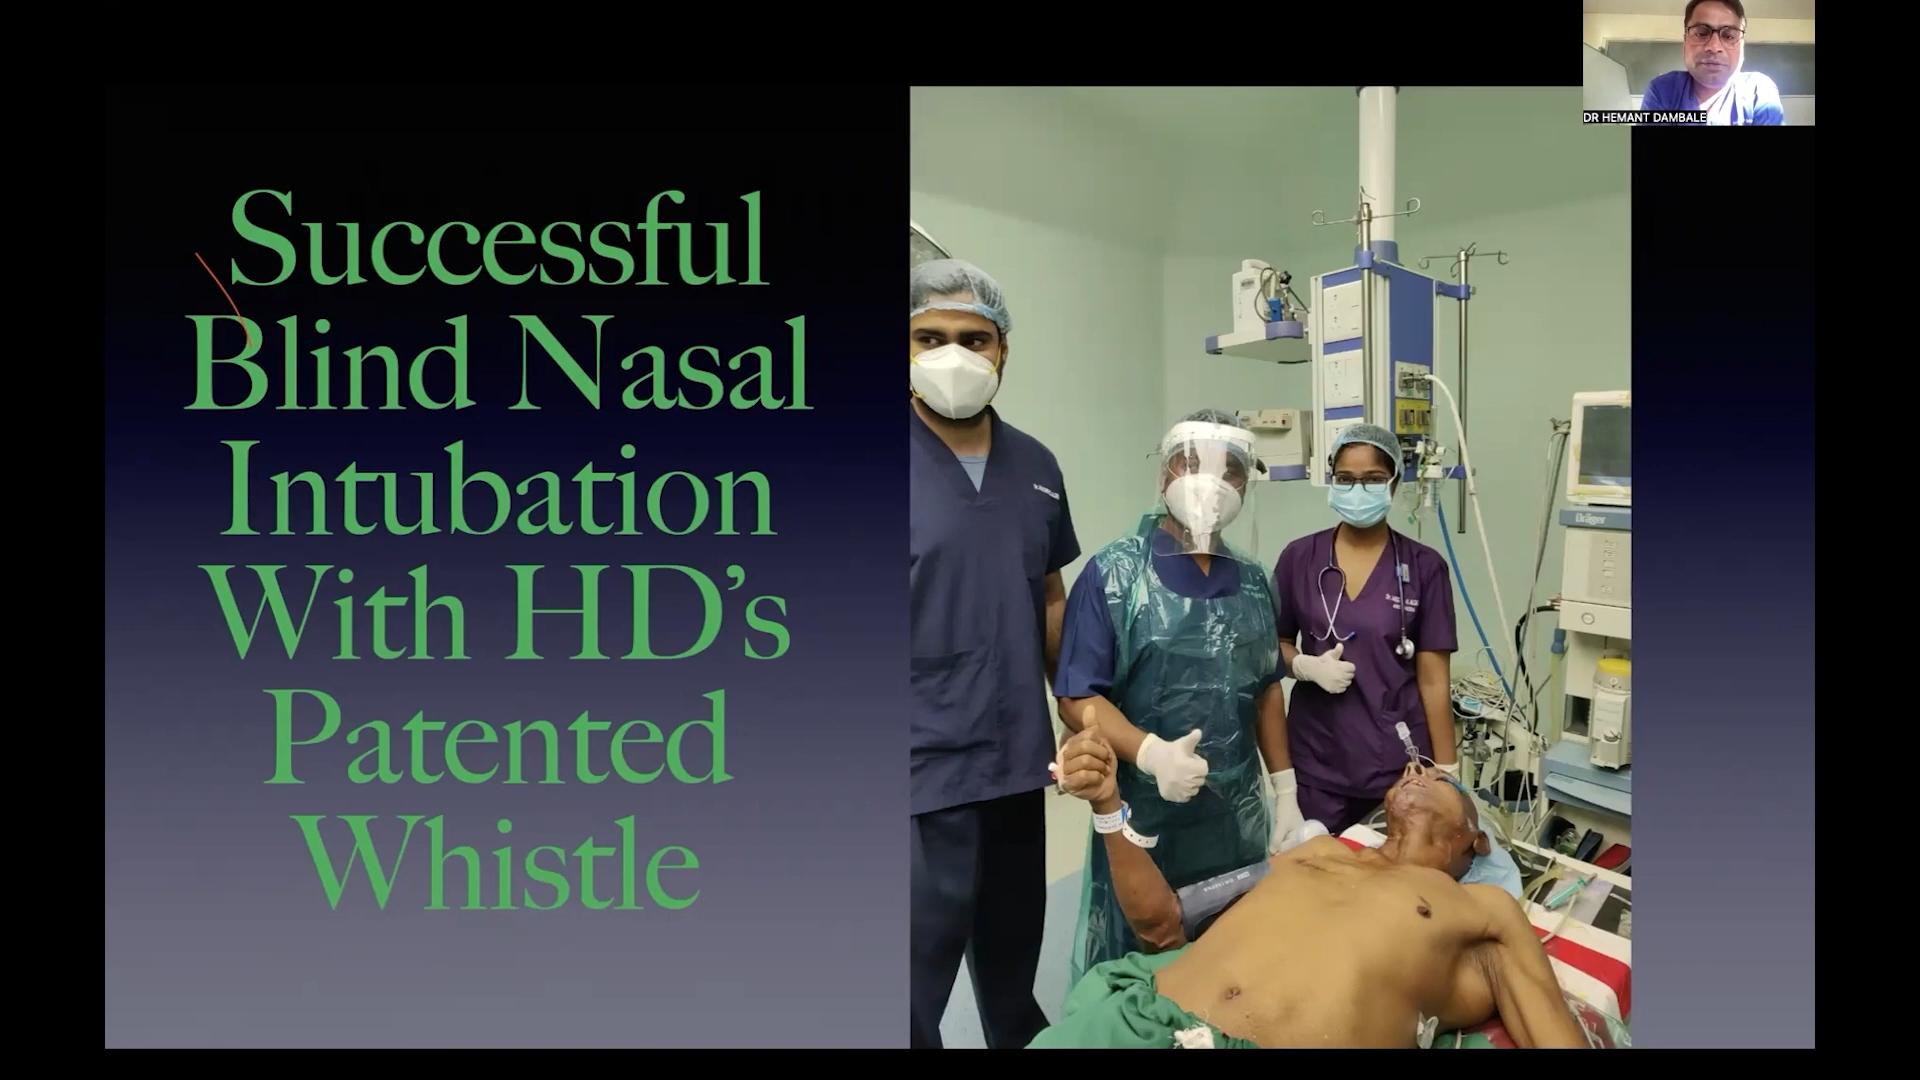 DR HEMANT DAMBALE
Successful
Blind Nasal
Intubation
With HD's
Patented
Whistle
Dräger